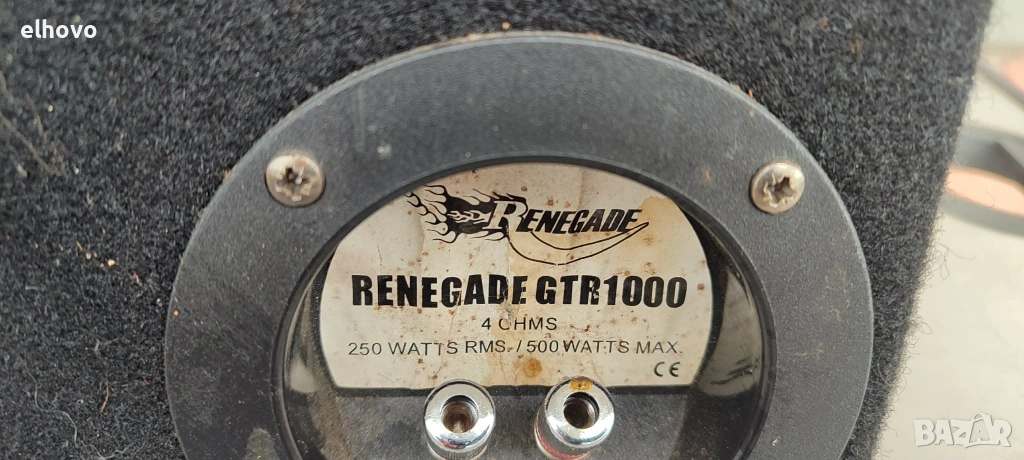 elhovo
RENEGADE
RENEGADE GTR1000
4 OHMS
250 WATTS RMS. / 500 WATTS MAX.
CE
BAZAR